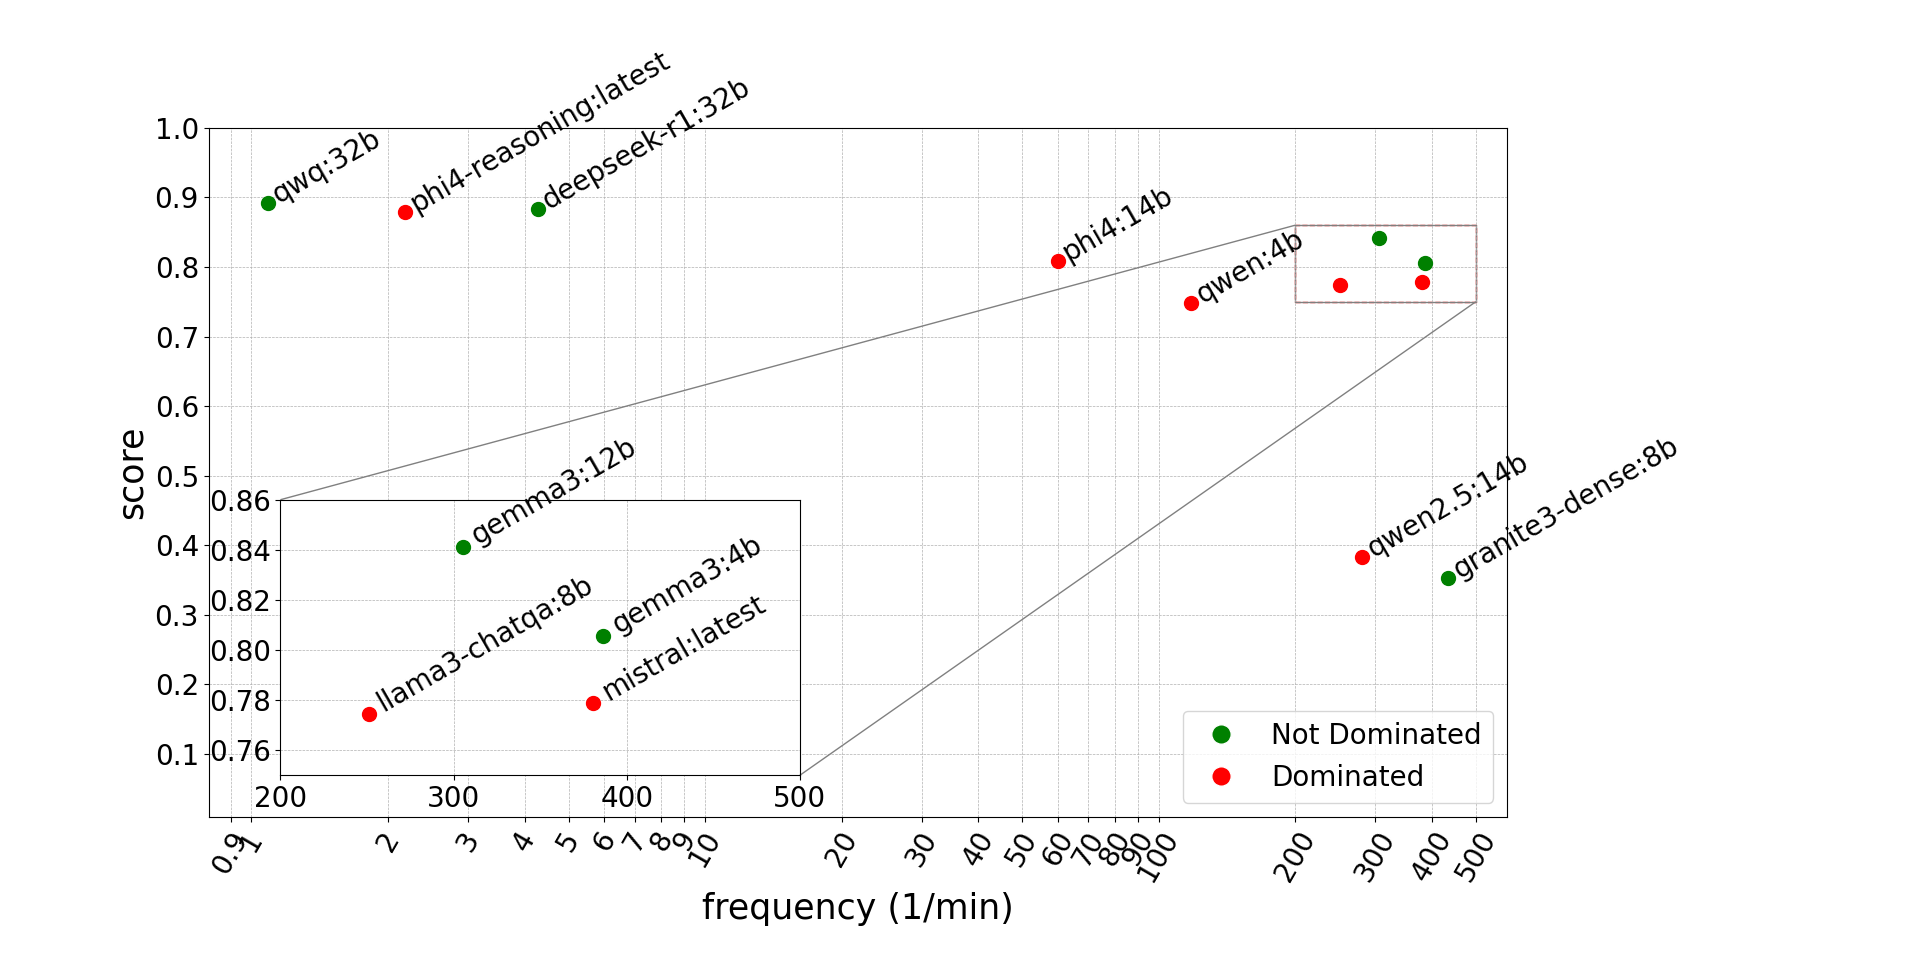 phi4-reasoning:latest
deepseek-r1:32b
qwq:32b
phi4:14b
qwen:4b
qwen2.5:14b
granite3-dense:8b
1.0
0.9
0.8
0.7
0.6
0.5
0.4
0.3
0.2
0.1
score
gemma3:12b
gemma3:4b
llama3-chatqa:8b
mistral:latest
0.86
0.84
0.82
0.80
0.78
0.76
200 300 400 500
Not Dominated
Dominated
0.9 1 2 3 4 5 6 7 8 9 10 20 30 40 50 60 70 80 90 100 200 300 400 500
frequency (1/min)